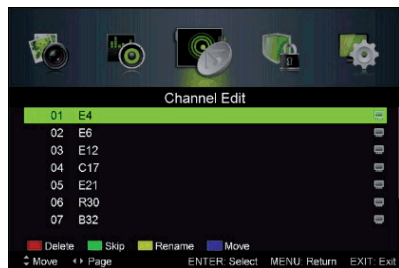 Channel Edit
01 E4
02 E6
03 E12
04 C17
05 E21
06 R30
07 B32
Delete Skip Rename Move
Move Page ENTER: Select MENU: Return EXIT: Exit